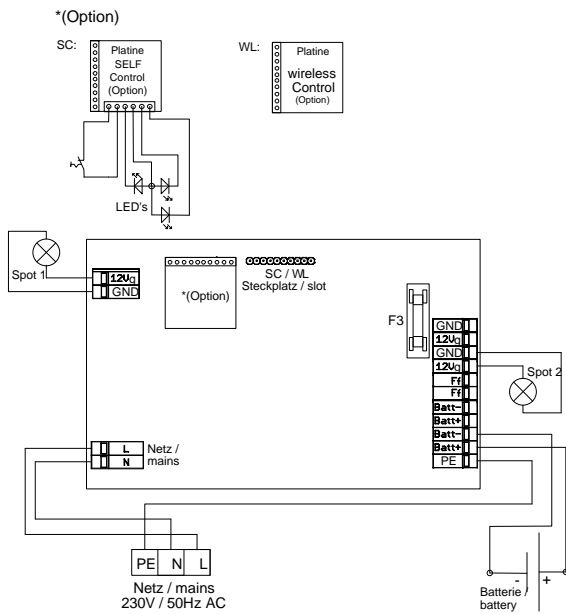 *(Option)
SC:
Platine
SELF
Control
(Option)
WL:
Platine
wireless
Control
(Option)
LED's
Spot 1
12Vg
GND
*(Option)
SC / WL
Steckplatz / slot
F3
GND
12Vg
GND
12Vg
Ff
Ff
Batt-
Batt+
Batt-
Batt+
PE
Spot 2
L
N
Netz /
mains
PE N L
Netz / mains
230V / 50Hz AC
- +
Batterie /
battery